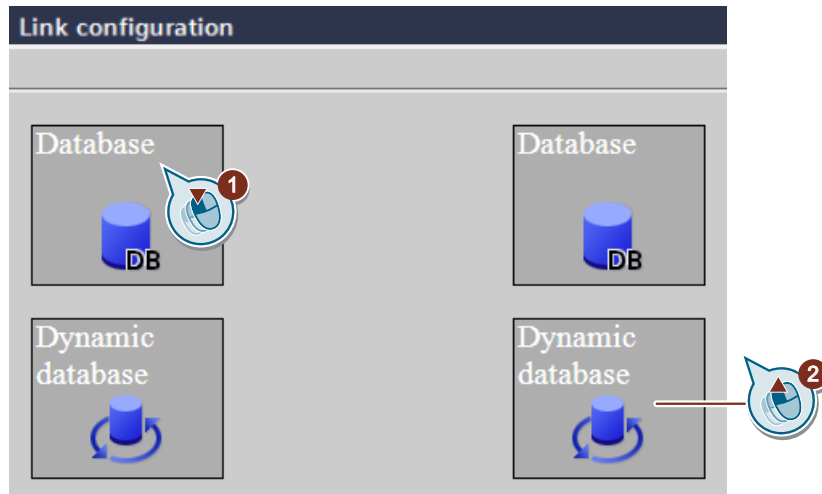 Link configuration
Database
1
DB
Database
DB
Dynamic
database
Dynamic
database
2